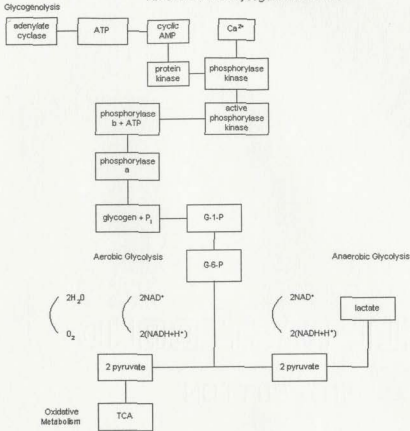 Glycogenolysis
adenylate
cyclase
ATP
cyclic
AMP
Ca²⁺
protein
kinase
phosphorylase
kinase
phosphorylase
b + ATP
active
phosphorylase
kinase
phosphorylase
a
glycogen + Pᵢ
G-1-P
Aerobic Glycolysis
G-6-P
Anaerobic Glycolysis
2H₂O
2NAD⁺
2NAD⁺
lactate
O₂
2(NADH+H⁺)
2(NADH+H⁺)
2 pyruvate
2 pyruvate
Oxidative
Metabolism
TCA